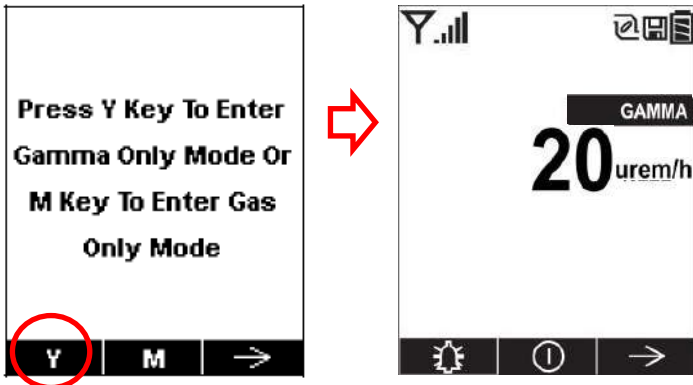 Press Y Key To Enter
Gamma Only Mode Or
M Key To Enter Gas
Only Mode
Y M
GAMMA
20 urem/h